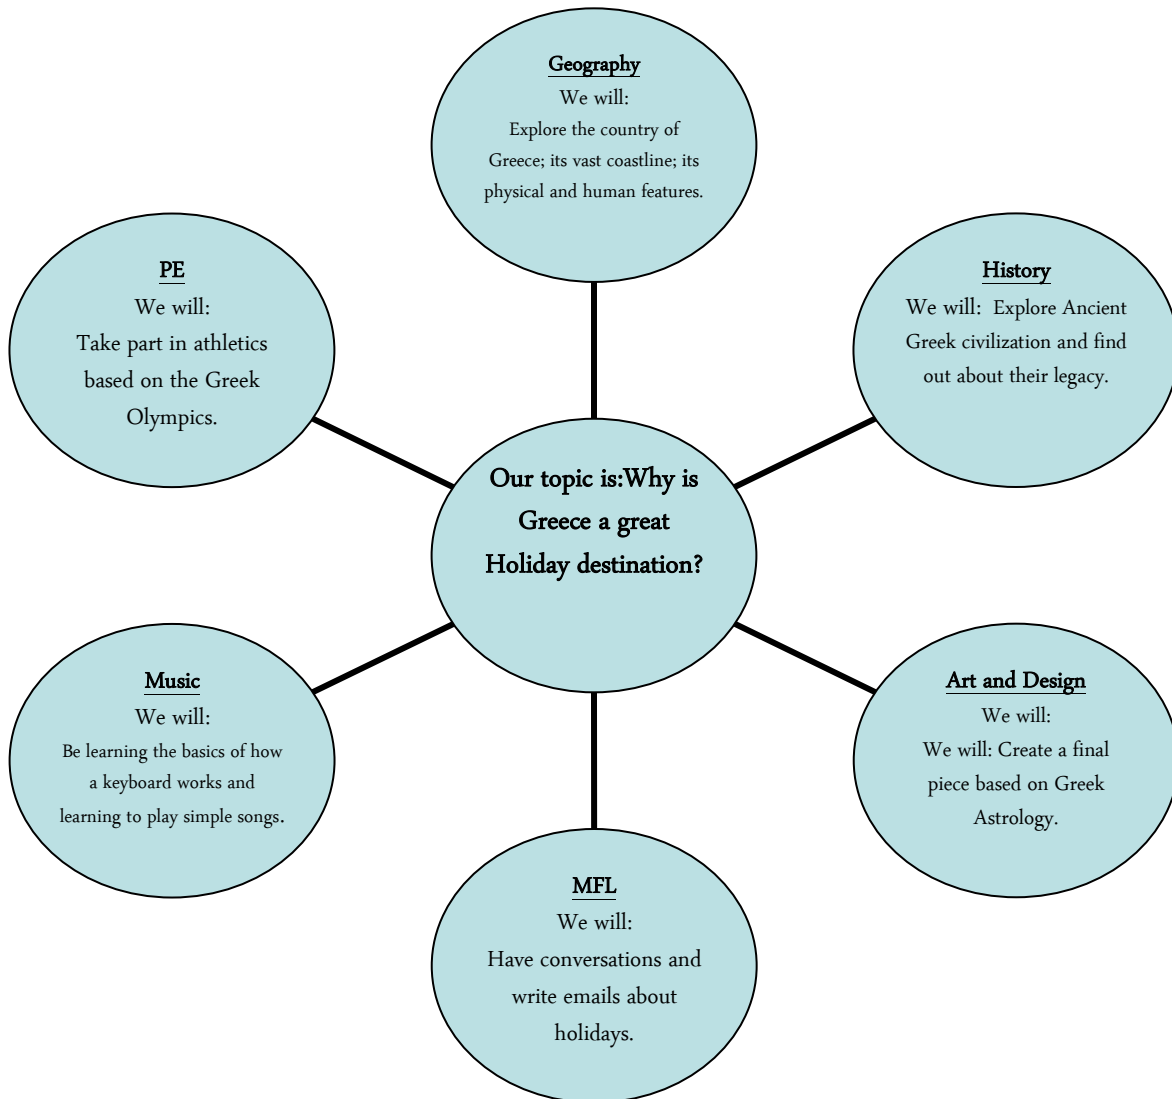 Geography
We will:
Explore the country of
Greece; its vast coastline; its
physical and human features.
PE
We will:
Take part in athletics
based on the Greek
Olympics.
History
We will:  Explore Ancient
Greek civilization and find
out about their legacy.
Our topic is:Why is
Greece a great
Holiday destination?
Music
We will:
Be learning the basics of how
a keyboard works and
learning to play simple songs.
Art and Design
We will:
We will: Create a final
piece based on Greek
Astrology.
MFL
We will:
Have conversations and
write emails about
holidays.